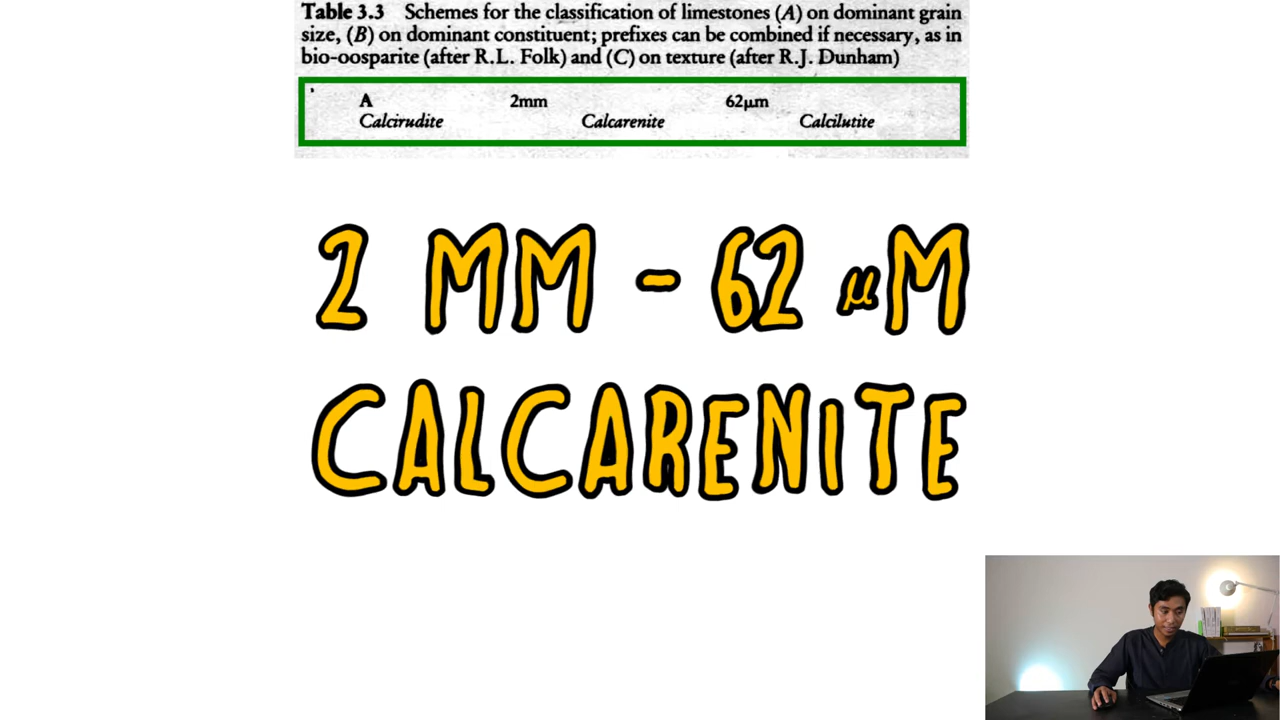 Table 3.3 Schemes for the classification of limestones (A) on dominant grain
size, (B) on dominant constituent; prefixes can be combined if necessary, as in
bio-oosparite (after R.L. Folk) and (C) on texture (after R.J. Dunham)
A 2mm 62μm
Calcirudite Calcarenite Calcilutite
2 MM - 62 μM
CALCARENITE